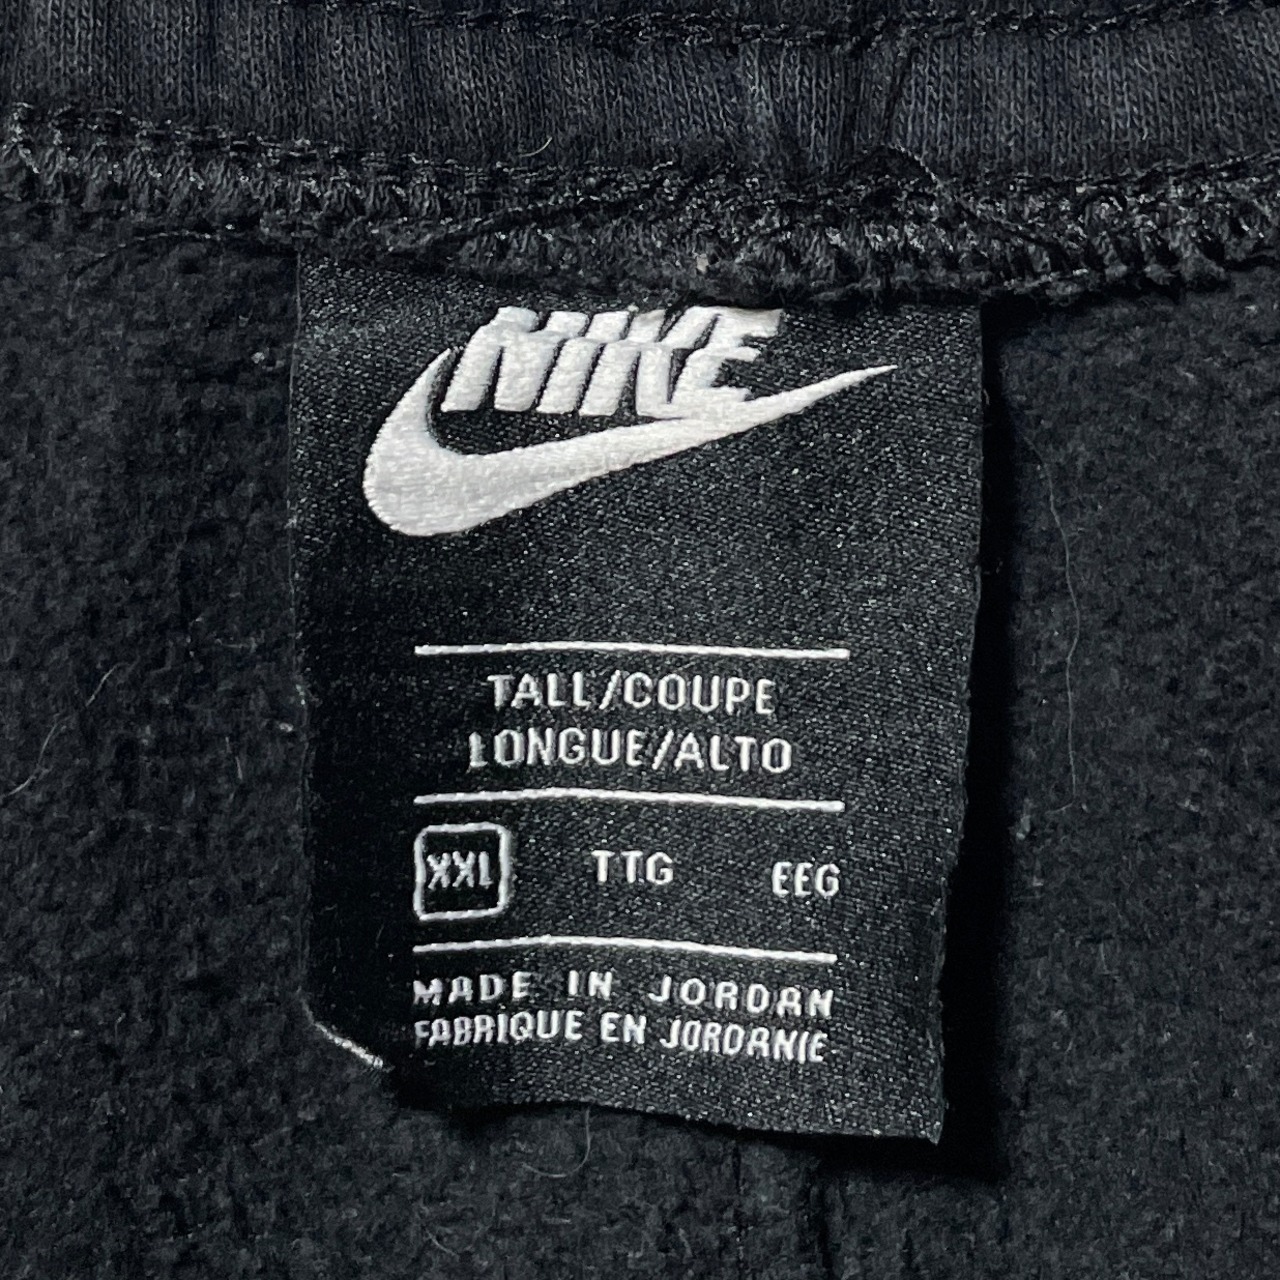 NIKE
TALL/COUPE
LONGUE/ALTO
XXL TTG EEG
MADE IN JORDAN
FABRIQUE EN JORDANIE